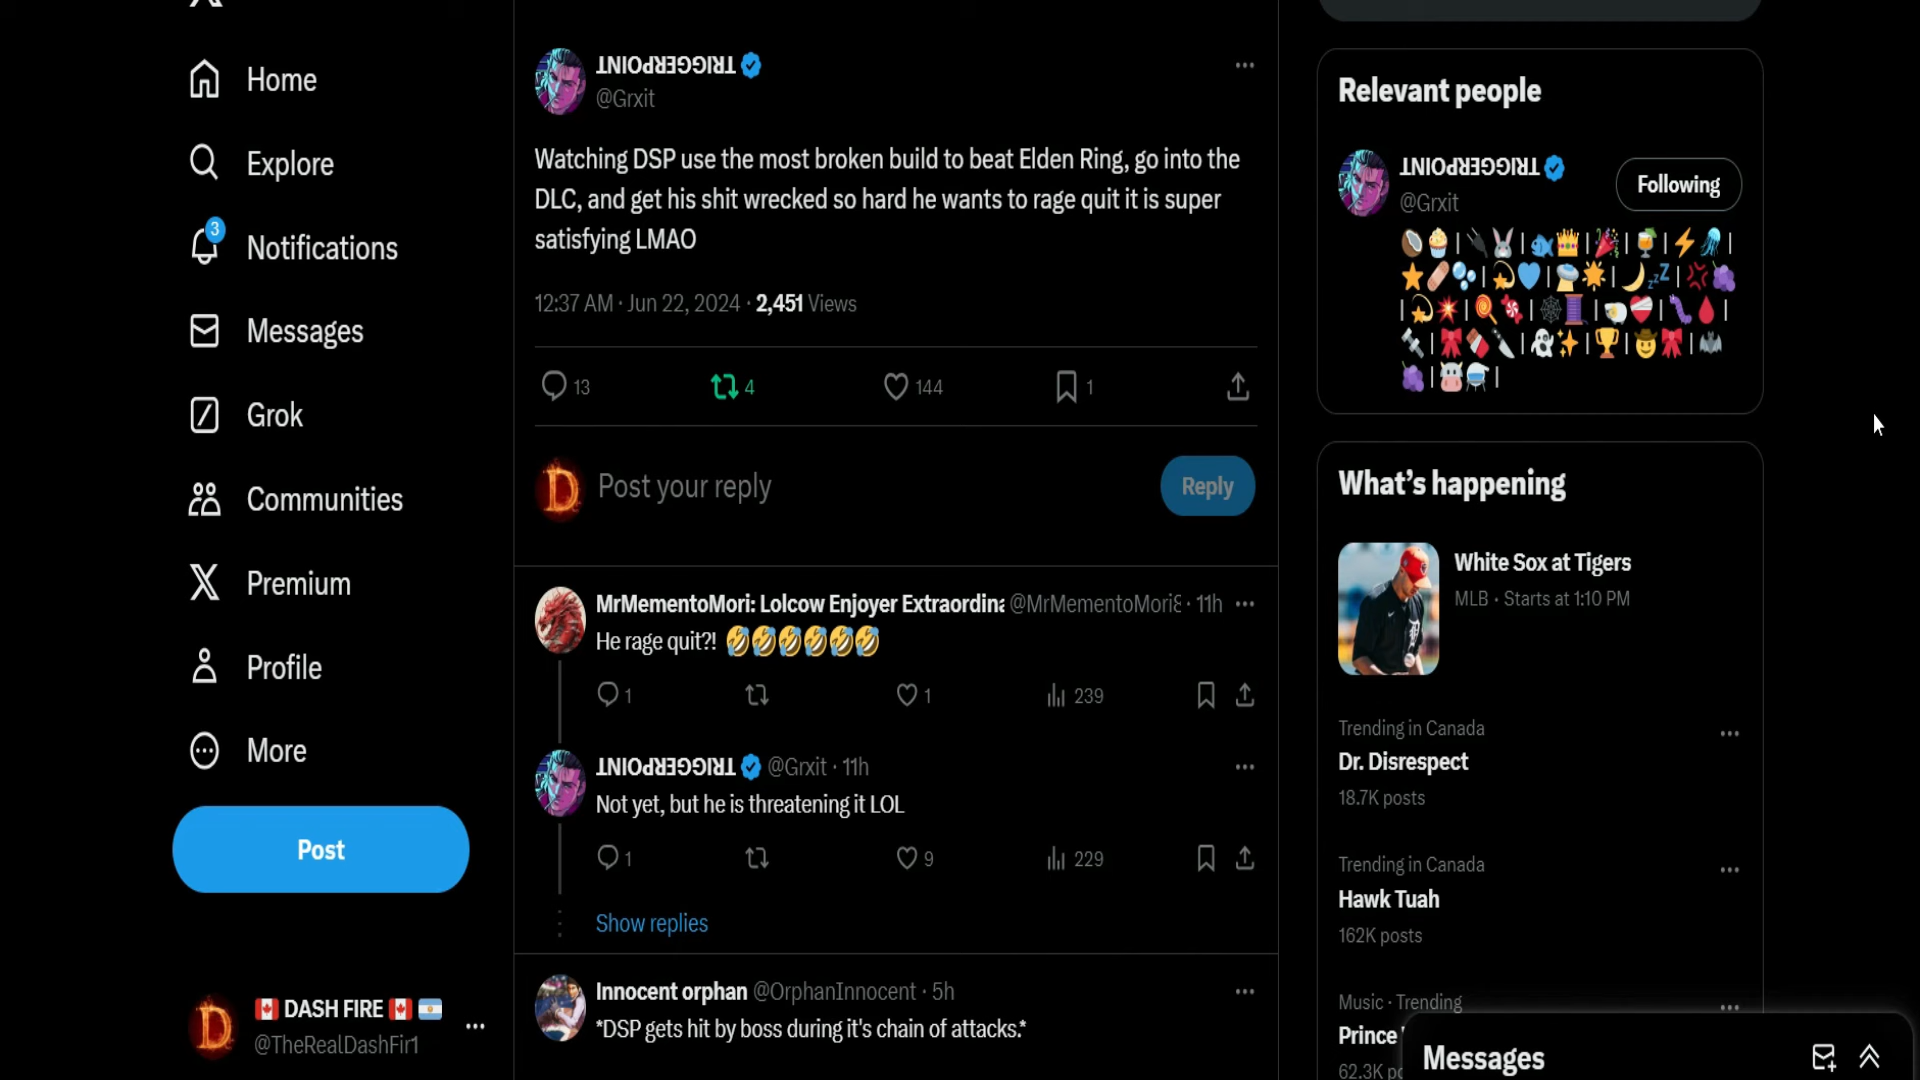 Home
Explore
3
Notifications
Messages
Grok
Communities
Premium
Profile
More
Post
DASH FIRE
@TheRealDashFir1
TRIGGERPOINT
@Grxit
Watching DSP use the most broken build to beat Elden Ring, go into the
DLC, and get his shit wrecked so hard he wants to rage quit it is super
satisfying LMAO
12:37 AM · Jun 22, 2024 · 2,451 Views
13
4
144
1
Post your reply
Reply
MrMementoMori: Lolcow Enjoyer Extraordina @MrMementoMori8 · 11h
He rage quit?! 🤣🤣🤣🤣🤣🤣
1
1
239
TRIGGERPOINT @Grxit · 11h
Not yet, but he is threatening it LOL
1
9
229
Show replies
Innocent orphan @OrphanInnocent · 5h
*DSP gets hit by boss during it's chain of attacks.*
Relevant people
TRIGGERPOINT
@Grxit
Following
What's happening
White Sox at Tigers
MLB · Starts at 1:10 PM
Trending in Canada
Dr. Disrespect
18.7K posts
Trending in Canada
Hawk Tuah
162K posts
Music · Trending
Prince
62.3K
Messages